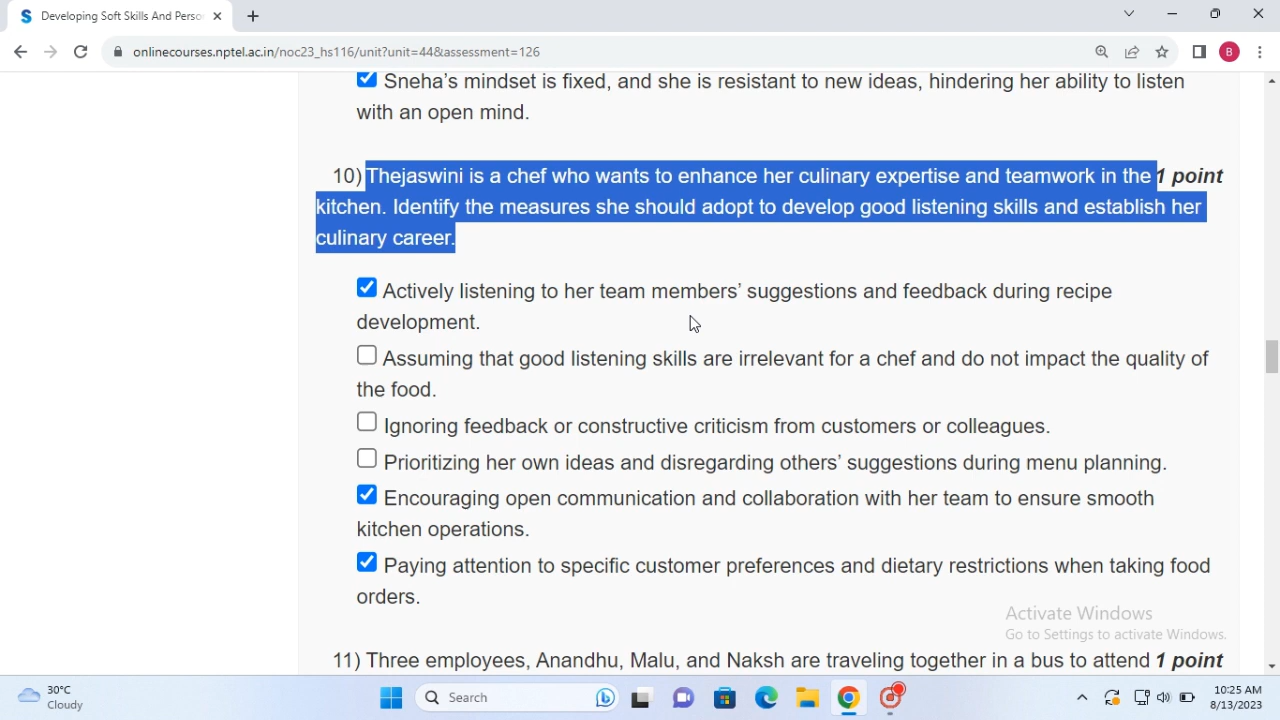 Developing Soft Skills And Perso
onlinecourses.nptel.ac.in/noc23_hs116/unit?unit=44&assessment=126
B
Sneha's mindset is fixed, and she is resistant to new ideas, hindering her ability to listen
with an open mind.
10) Thejaswini is a chef who wants to enhance her culinary expertise and teamwork in the 1 point
kitchen. Identify the measures she should adopt to develop good listening skills and establish her
culinary career.
Actively listening to her team members' suggestions and feedback during recipe
development.
Assuming that good listening skills are irrelevant for a chef and do not impact the quality of
the food.
Ignoring feedback or constructive criticism from customers or colleagues.
Prioritizing her own ideas and disregarding others' suggestions during menu planning.
Encouraging open communication and collaboration with her team to ensure smooth
kitchen operations.
Paying attention to specific customer preferences and dietary restrictions when taking food
orders.
Activate Windows
Go to Settings to activate Windows.
11) Three employees, Anandhu, Malu, and Naksh are traveling together in a bus to attend 1 point
30°C
Cloudy
Search
10:25 AM
8/13/2023